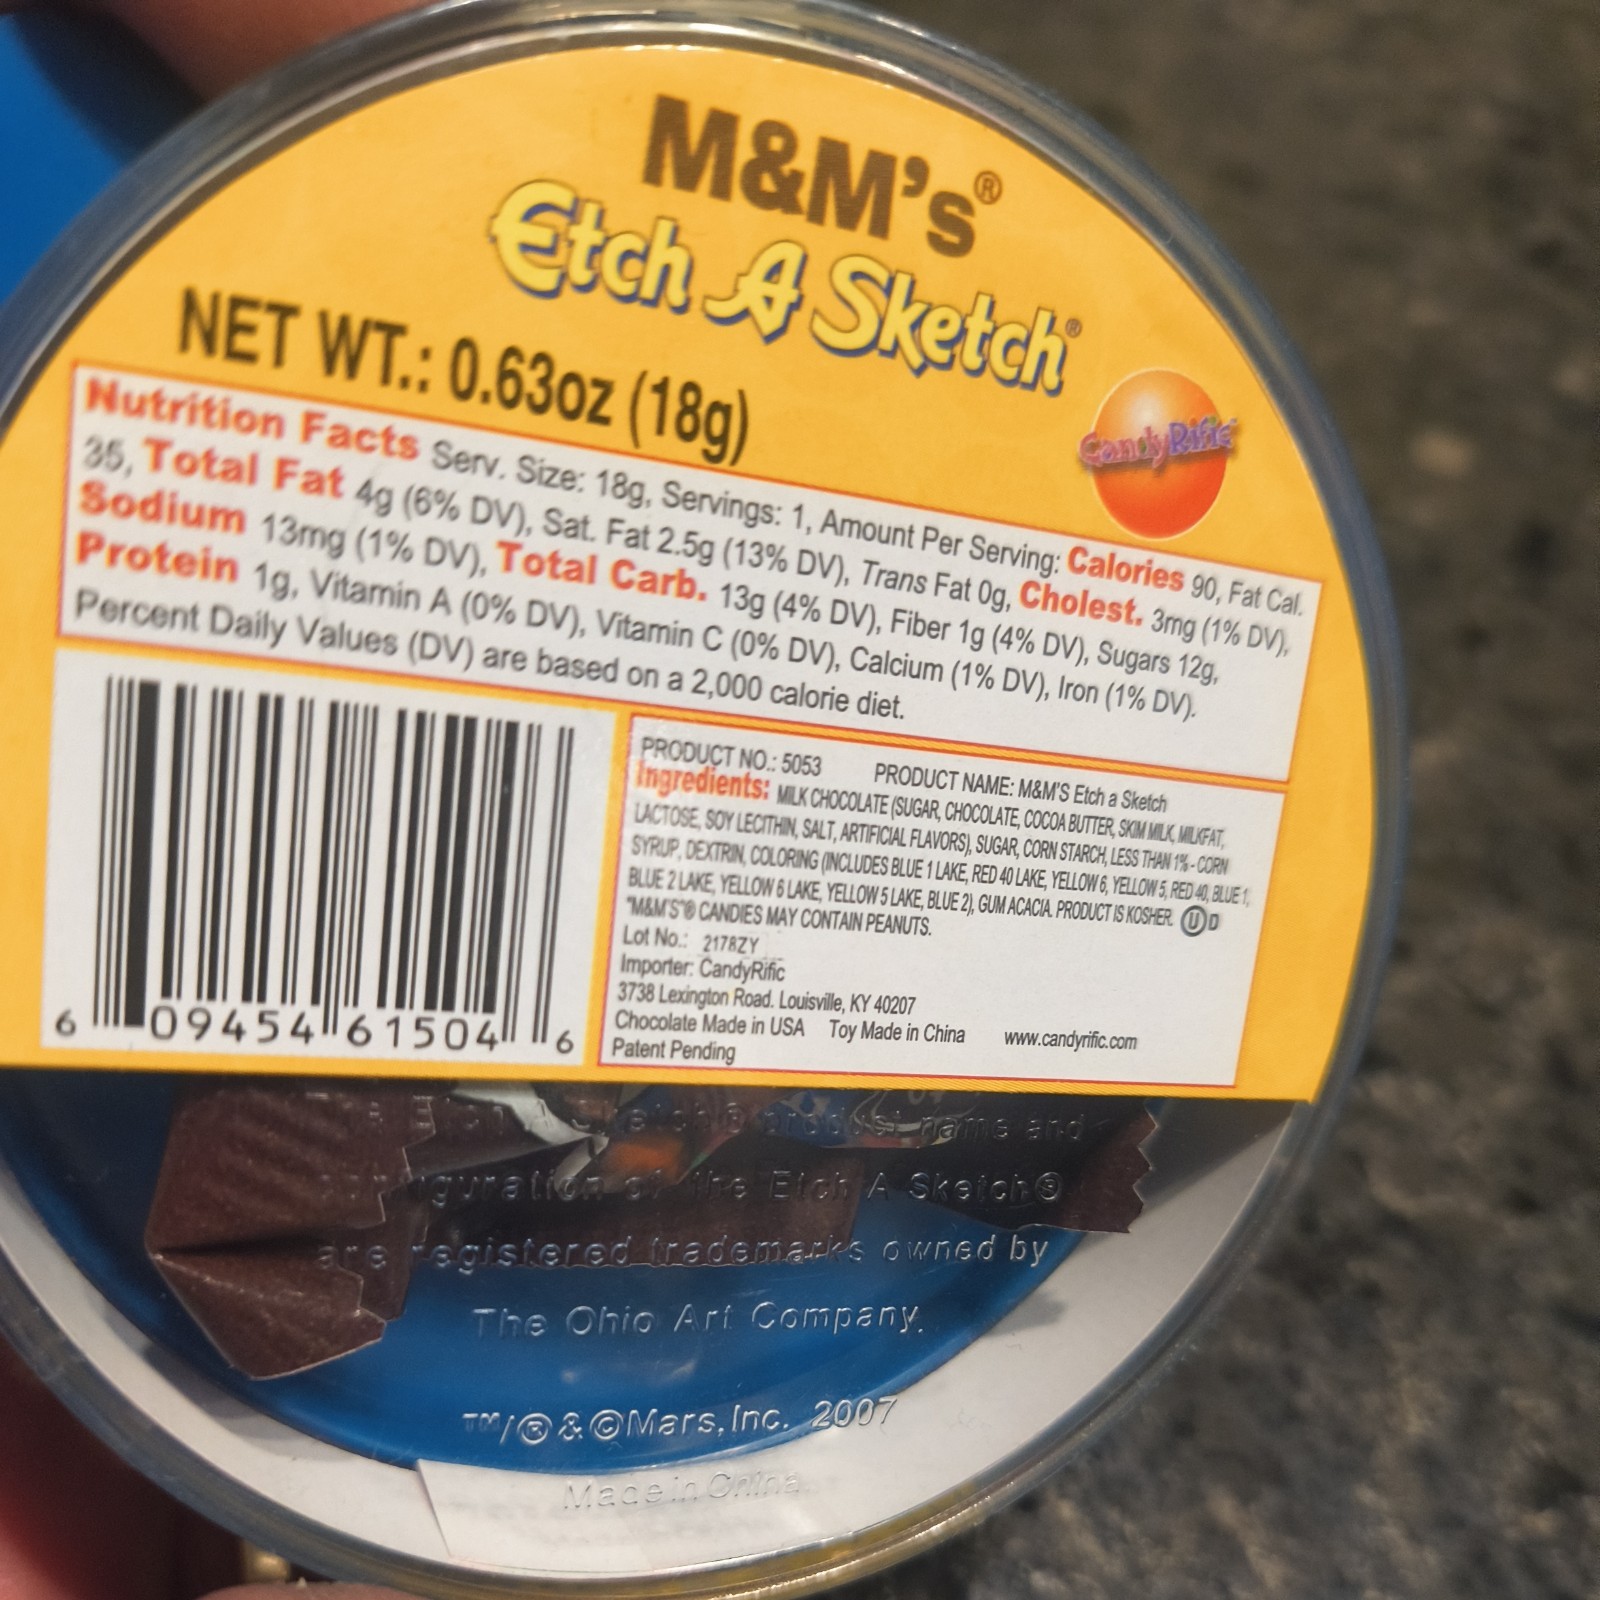 M&M's®
Etch A Sketch®
NET WT.: 0.63oz (18g)
CandyRific
Nutrition Facts Serv. Size: 18g, Servings: 1, Amount Per Serving: Calories 90, Fat Cal.
35, Total Fat 4g (6% DV), Sat. Fat 2.5g (13% DV), Trans Fat 0g, Cholest. 3mg (1% DV),
Sodium 13mg (1% DV), Total Carb. 13g (4% DV), Fiber 1g (4% DV), Sugars 12g,
Protein 1g, Vitamin A (0% DV), Vitamin C (0% DV), Calcium (1% DV), Iron (1% DV).
Percent Daily Values (DV) are based on a 2,000 calorie diet.
6 09454 61504 6
PRODUCT NO.: 5053 PRODUCT NAME: M&M'S Etch a Sketch
Ingredients: MILK CHOCOLATE (SUGAR, CHOCOLATE, COCOA BUTTER, SKIM MILK, MILKFAT,
LACTOSE, SOY LECITHIN, SALT, ARTIFICIAL FLAVORS), SUGAR, CORN STARCH, LESS THAN 1% - CORN
SYRUP, DEXTRIN, COLORING (INCLUDES BLUE 1 LAKE, RED 40 LAKE, YELLOW 6, YELLOW 5, RED 40, BLUE 1,
BLUE 2 LAKE, YELLOW 6 LAKE, YELLOW 5 LAKE, BLUE 2), GUM ACACIA. PRODUCT IS KOSHER. Ⓤ D
"M&M'S"® CANDIES MAY CONTAIN PEANUTS.
Lot No.: 2178ZY
Importer: CandyRific
3738 Lexington Road. Louisville, KY 40207
Chocolate Made in USA Toy Made in China www.candyrific.com
Patent Pending
The Etch A Sketch® product name and
configuration of the Etch A Sketch®
are registered trademarks owned by
The Ohio Art Company.
™/® & ©Mars, Inc. 2007
Made in China